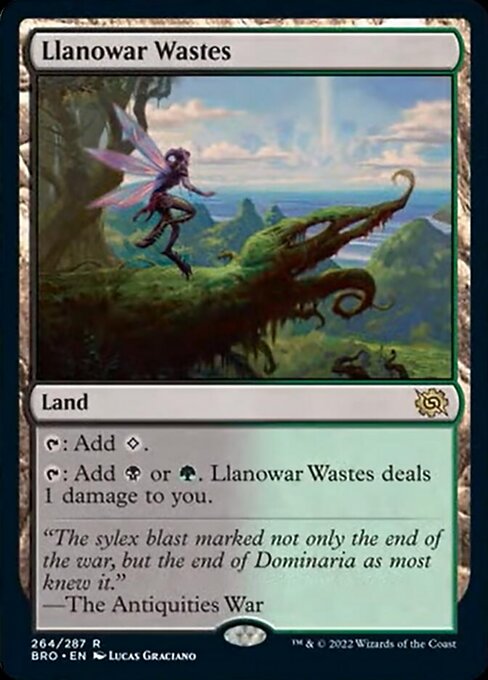 Llanowar Wastes
Land
: Add .
: Add or . Llanowar Wastes deals
1 damage to you.
“The sylex blast marked not only the end of
the war, but the end of Dominaria as most
knew it.”
—The Antiquities War
264/287 R
BRO • EN Lucas Graciano
™ & © 2022 Wizards of the Coast